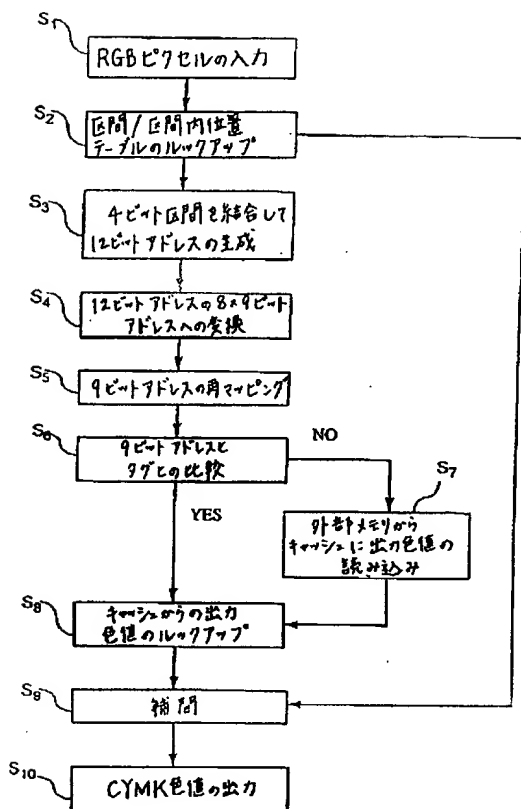 S1
RGBピクセルの入力
S2
区間/区間内位置
テーブルのルックアップ
S3
4ビット区間を結合して
12ビットアドレスの生成
S4
12ビットアドレスの8×9ビット
アドレスへの変換
S5
9ビットアドレスの再マッピング
S6
9ビットアドレスと
タグとの比較
NO
YES
S7
外部メモリから
キャッシュに出力色値の
読み込み
S8
キャッシュからの出力
色値のルックアップ
S9
補間
S10
CYMK色値の出力